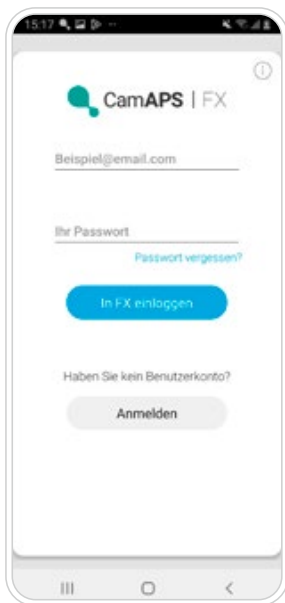 15:17
CamAPS | FX
Beispiel@email.com
Ihr Passwort
Passwort vergessen?
In FX einloggen
Haben Sie kein Benutzerkonto?
Anmelden